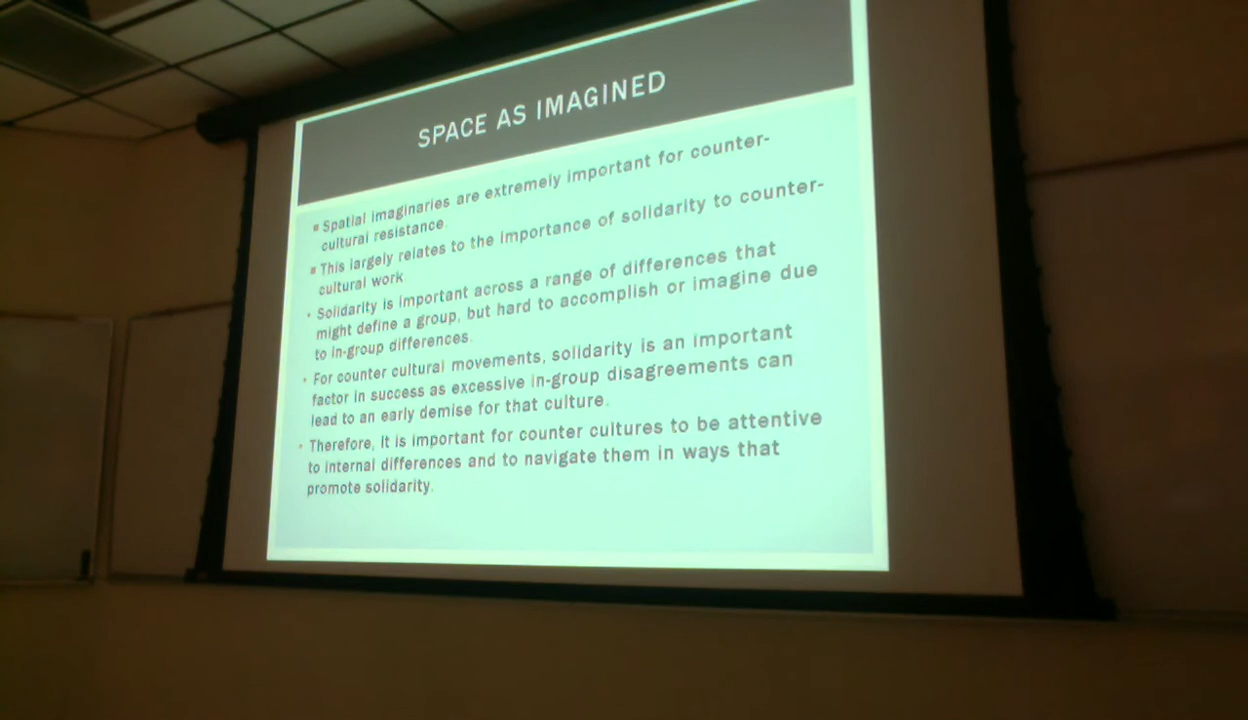 SPACE AS IMAGINED
Spatial imaginaries are extremely important for counter-
cultural resistance
This largely relates to the importance of solidarity to counter-
cultural work
Solidarity is important across a range of differences that
might define a group, but hard to accomplish or imagine due
to in-group differences.
For counter cultural movements, solidarity is an important
factor in success as excessive in-group disagreements can
lead to an early demise for that culture.
Therefore, it is important for counter cultures to be attentive
to internal differences and to navigate them in ways that
promote solidarity.